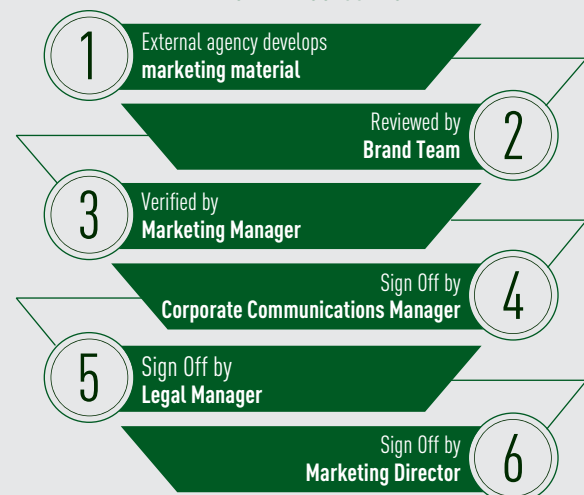 1
External agency develops
marketing material
2
Reviewed by
Brand Team
3
Verified by
Marketing Manager
4
Sign Off by
Corporate Communications Manager
5
Sign Off by
Legal Manager
6
Sign Off by
Marketing Director